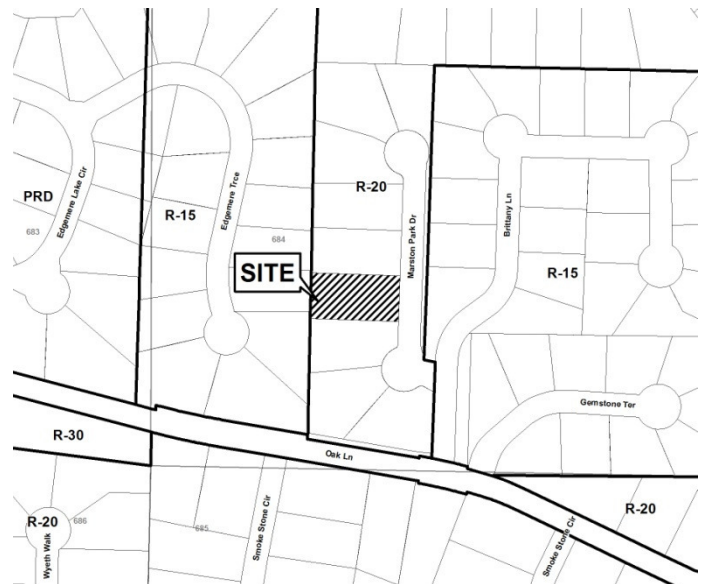 PRD
683
Edgemere Lake Cir
R-15
Edgemere Trce
684
SITE
R-20
Marston Park Dr
Brittany Ln
R-15
Gemstone Ter
R-30
Oak Ln
R-20
686
Wyeth Walk
685
Smoke Stone Cir
Smoke Stone Cir
R-20